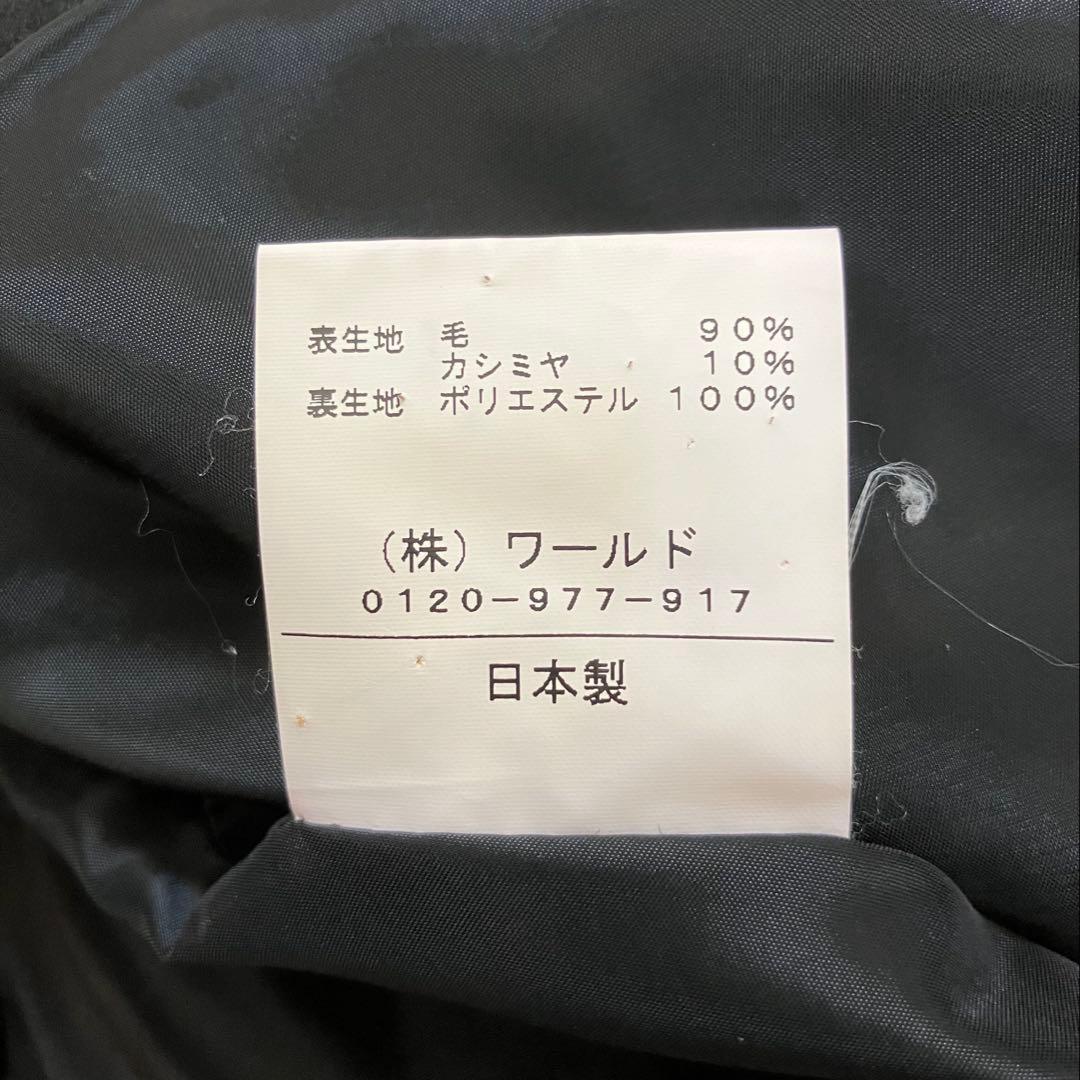 表生地 毛 90%
カシミヤ 10%
裏生地 ポリエステル 100%
(株)ワールド
0120-977-917
日本製